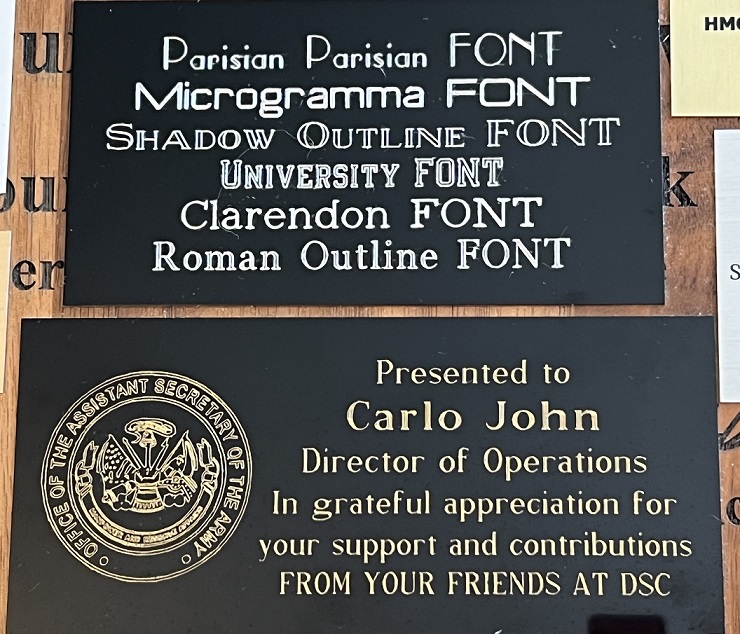 Parisian Parisian FONT
Microgramma FONT
SHADOW OUTLINE FONT
UNIVERSITY FONT
Clarendon FONT
Roman Outline FONT
OFFICE OF THE ASSISTANT SECRETARY OF THE ARMY
Presented to
Carlo John
Director of Operations
In grateful appreciation for
your support and contributions
FROM YOUR FRIENDS AT DSC